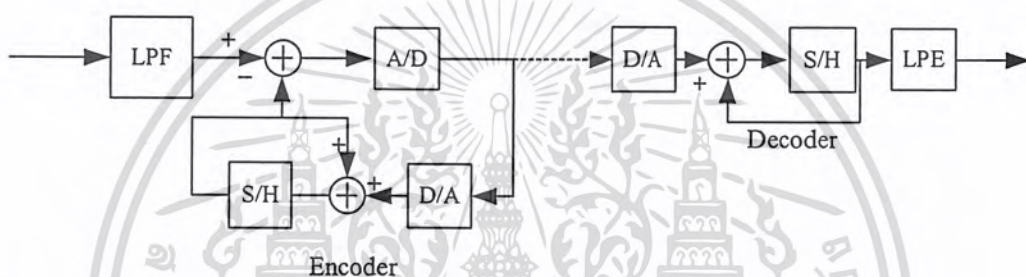 LPF
+
−
A/D
D/A
+
S/H
LPE
Decoder
S/H
+
+
D/A
Encoder